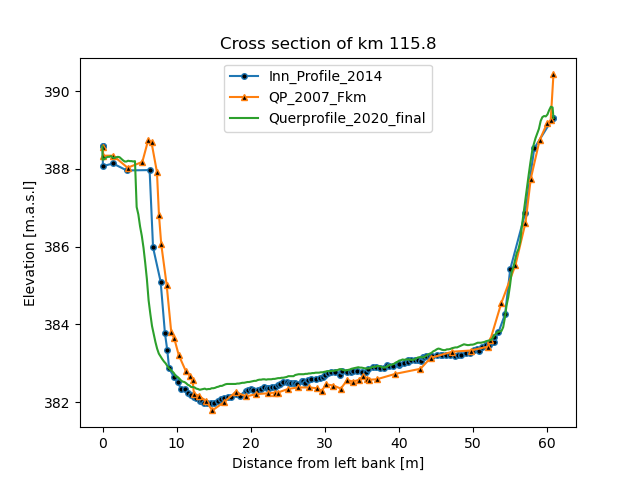 Cross section of km 115.8
Inn_Profile_2014
QP_2007_Fkm
Querprofile_2020_final
Elevation [m.a.s.l]
390
388
386
384
382
0 10 20 30 40 50 60
Distance from left bank [m]